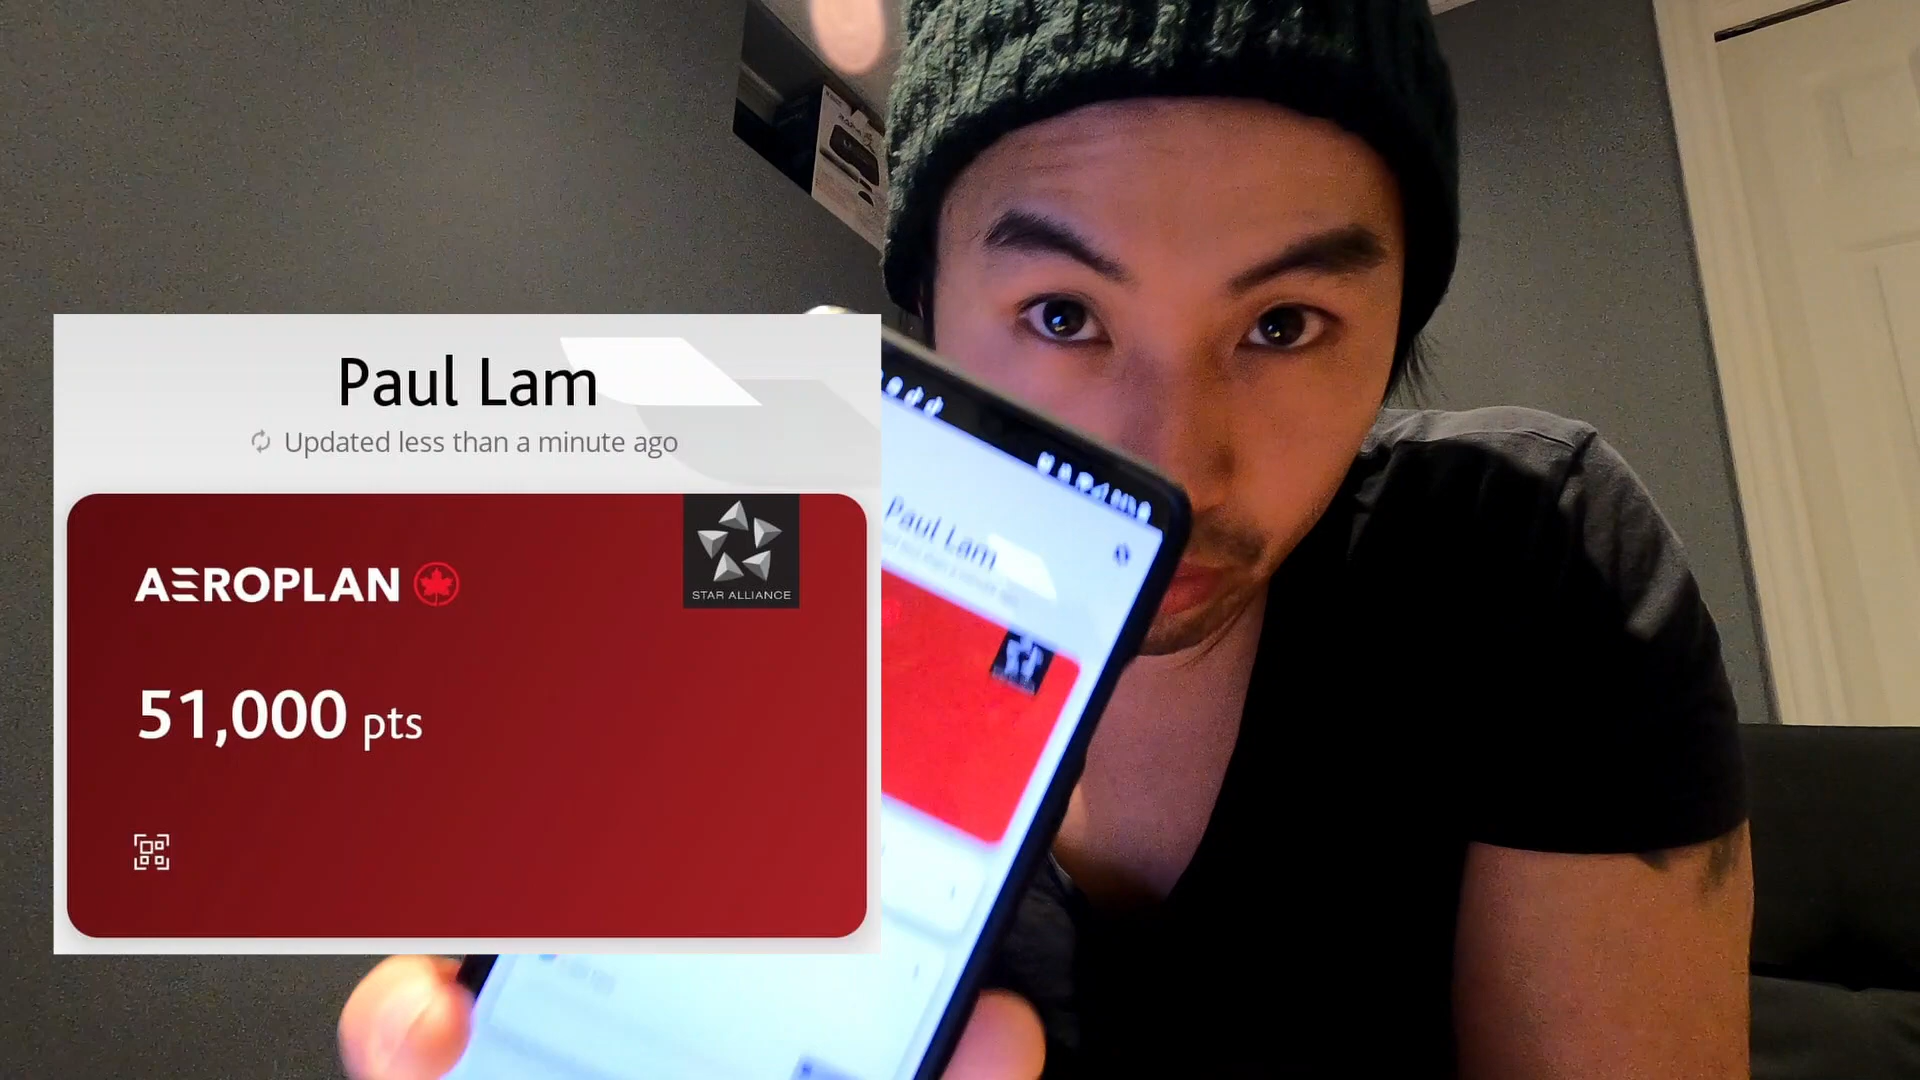 Paul Lam
Updated less than a minute ago
AEROPLAN
STAR ALLIANCE
51,000 pts
Paul Lam